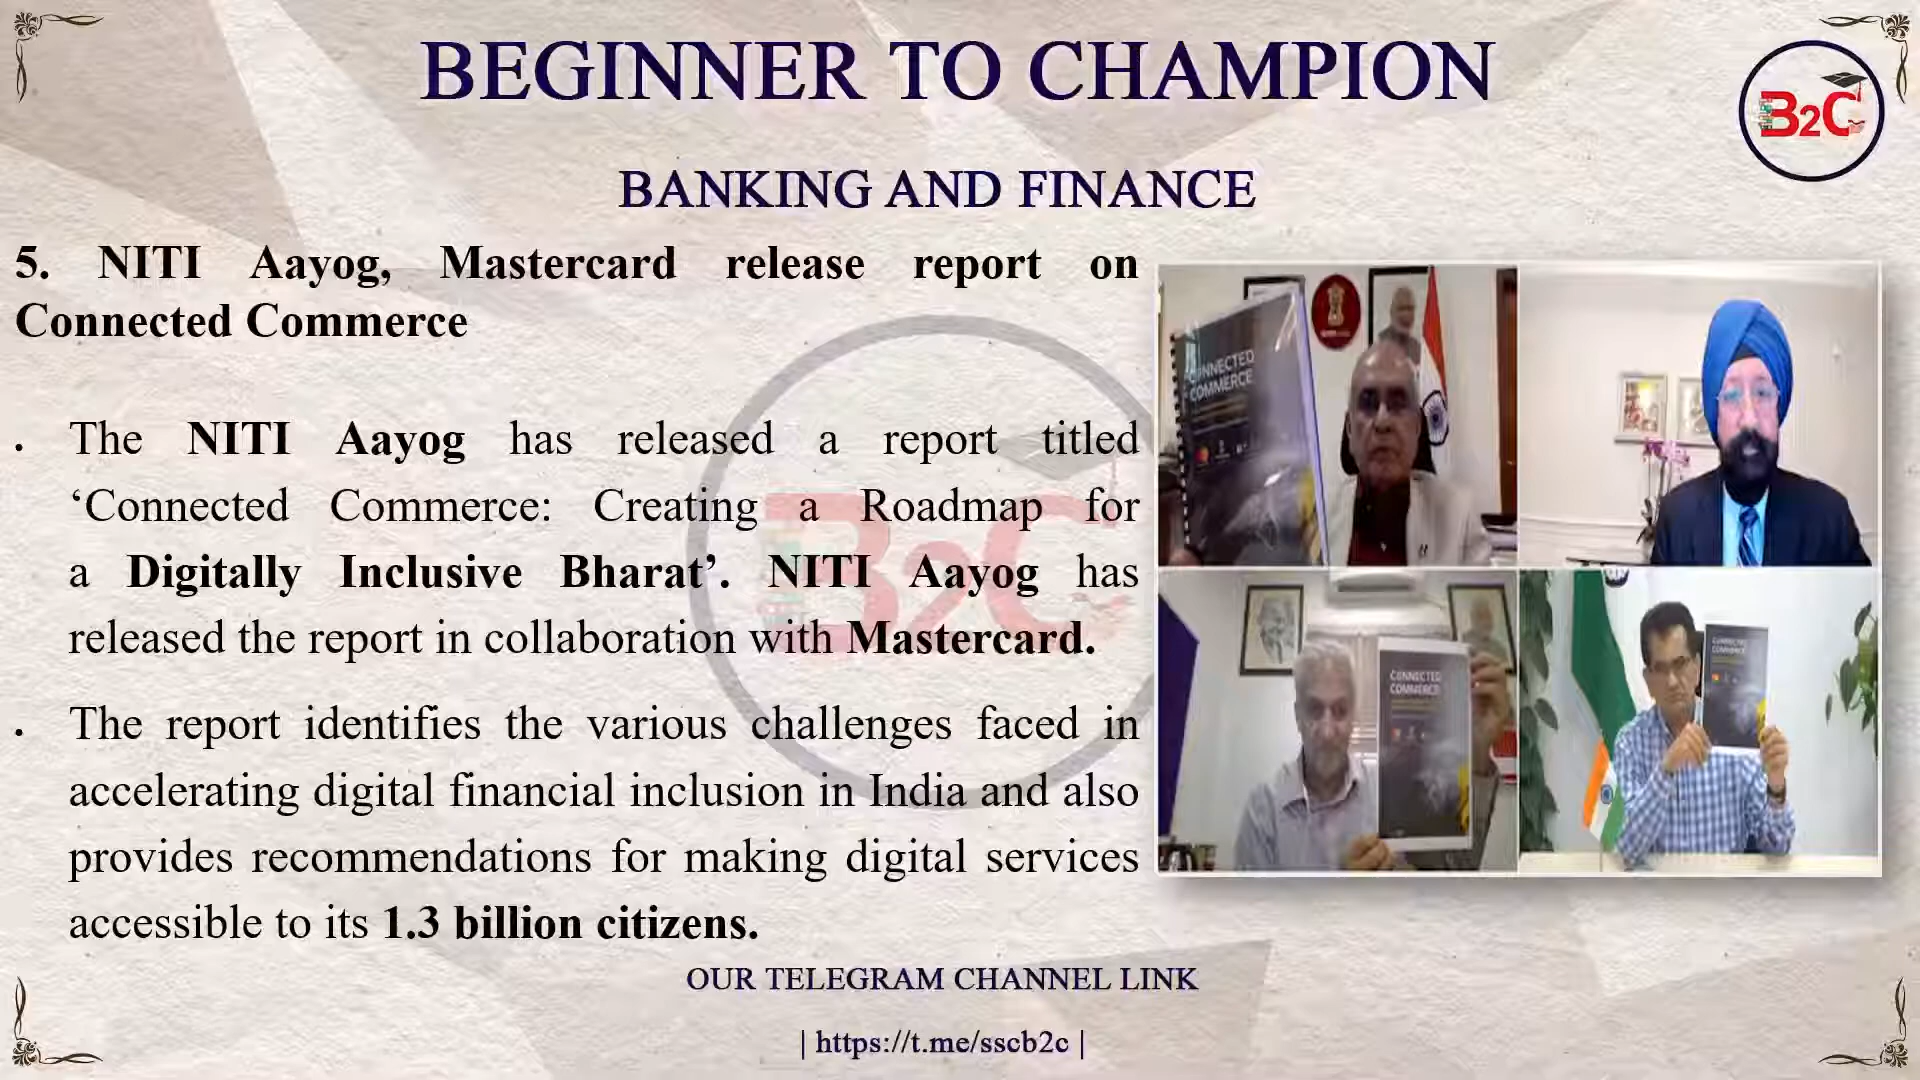 BEGINNER TO CHAMPION
B2C
BANKING AND FINANCE
5. NITI Aayog, Mastercard release report on
Connected Commerce
• The NITI Aayog has released a report titled
‘Connected Commerce: Creating a Roadmap for
a Digitally Inclusive Bharat’. NITI Aayog has
released the report in collaboration with Mastercard.
• The report identifies the various challenges faced in
accelerating digital financial inclusion in India and also
provides recommendations for making digital services
accessible to its 1.3 billion citizens.
CONNECTED
COMMERCE
CONNECTED
COMMERCE
CONNECTED
COMMERCE
B2C
OUR TELEGRAM CHANNEL LINK
| https://t.me/sscb2c |